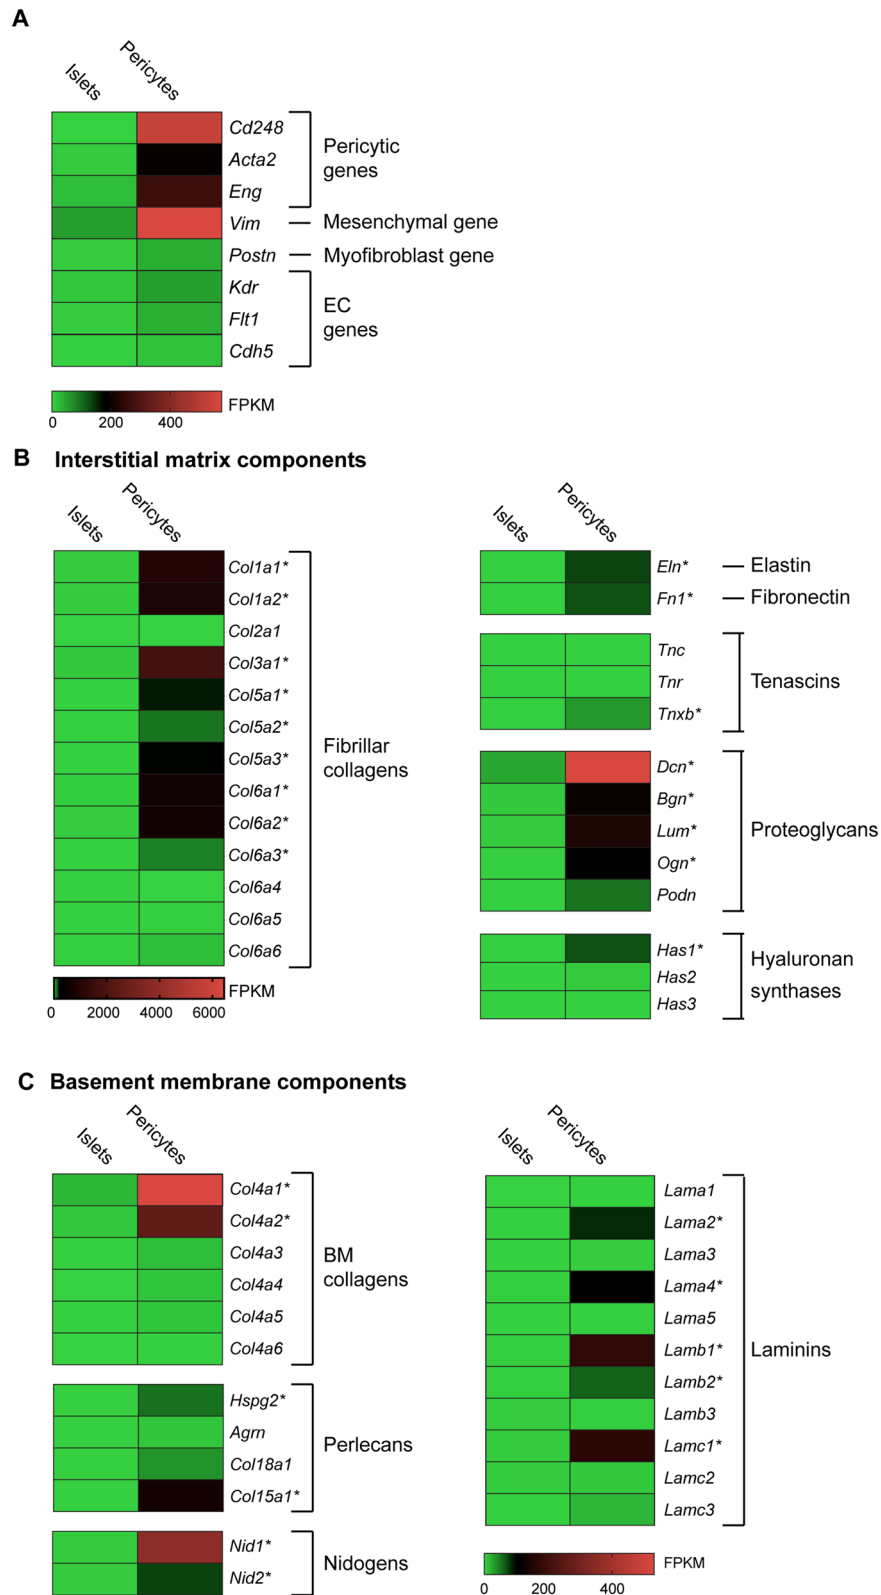 A
Islets
Pericytes
Cd248
Acta2
Eng
Pericytic
genes
Vim
Mesenchymal gene
Postn
Myofibroblast gene
Kdr
Flt1
Cdh5
EC
genes
FPKM
0 200 400
B Interstitial matrix components
Islets
Pericytes
Col1a1*
Col1a2*
Col2a1
Col3a1*
Col5a1*
Col5a2*
Col5a3*
Col6a1*
Col6a2*
Col6a3*
Col6a4
Col6a5
Col6a6
Fibrillar
collagens
FPKM
0 2000 4000 6000
Islets
Pericytes
Eln*
Elastin
Fn1*
Fibronectin
Tnc
Tnr
Tnxb*
Tenascins
Dcn*
Bgn*
Lum*
Ogn*
Podn
Proteoglycans
Has1*
Has2
Has3
Hyaluronan
synthases
C Basement membrane components
Islets
Pericytes
Col4a1*
Col4a2*
Col4a3
Col4a4
Col4a5
Col4a6
BM
collagens
Hspg2*
Agrn
Col18a1
Col15a1*
Perlecans
Nid1*
Nid2*
Nidogens
Islets
Pericytes
Lama1
Lama2*
Lama3
Lama4*
Lama5
Lamb1*
Lamb2*
Lamb3
Lamc1*
Lamc2
Lamc3
Laminins
FPKM
0 200 400